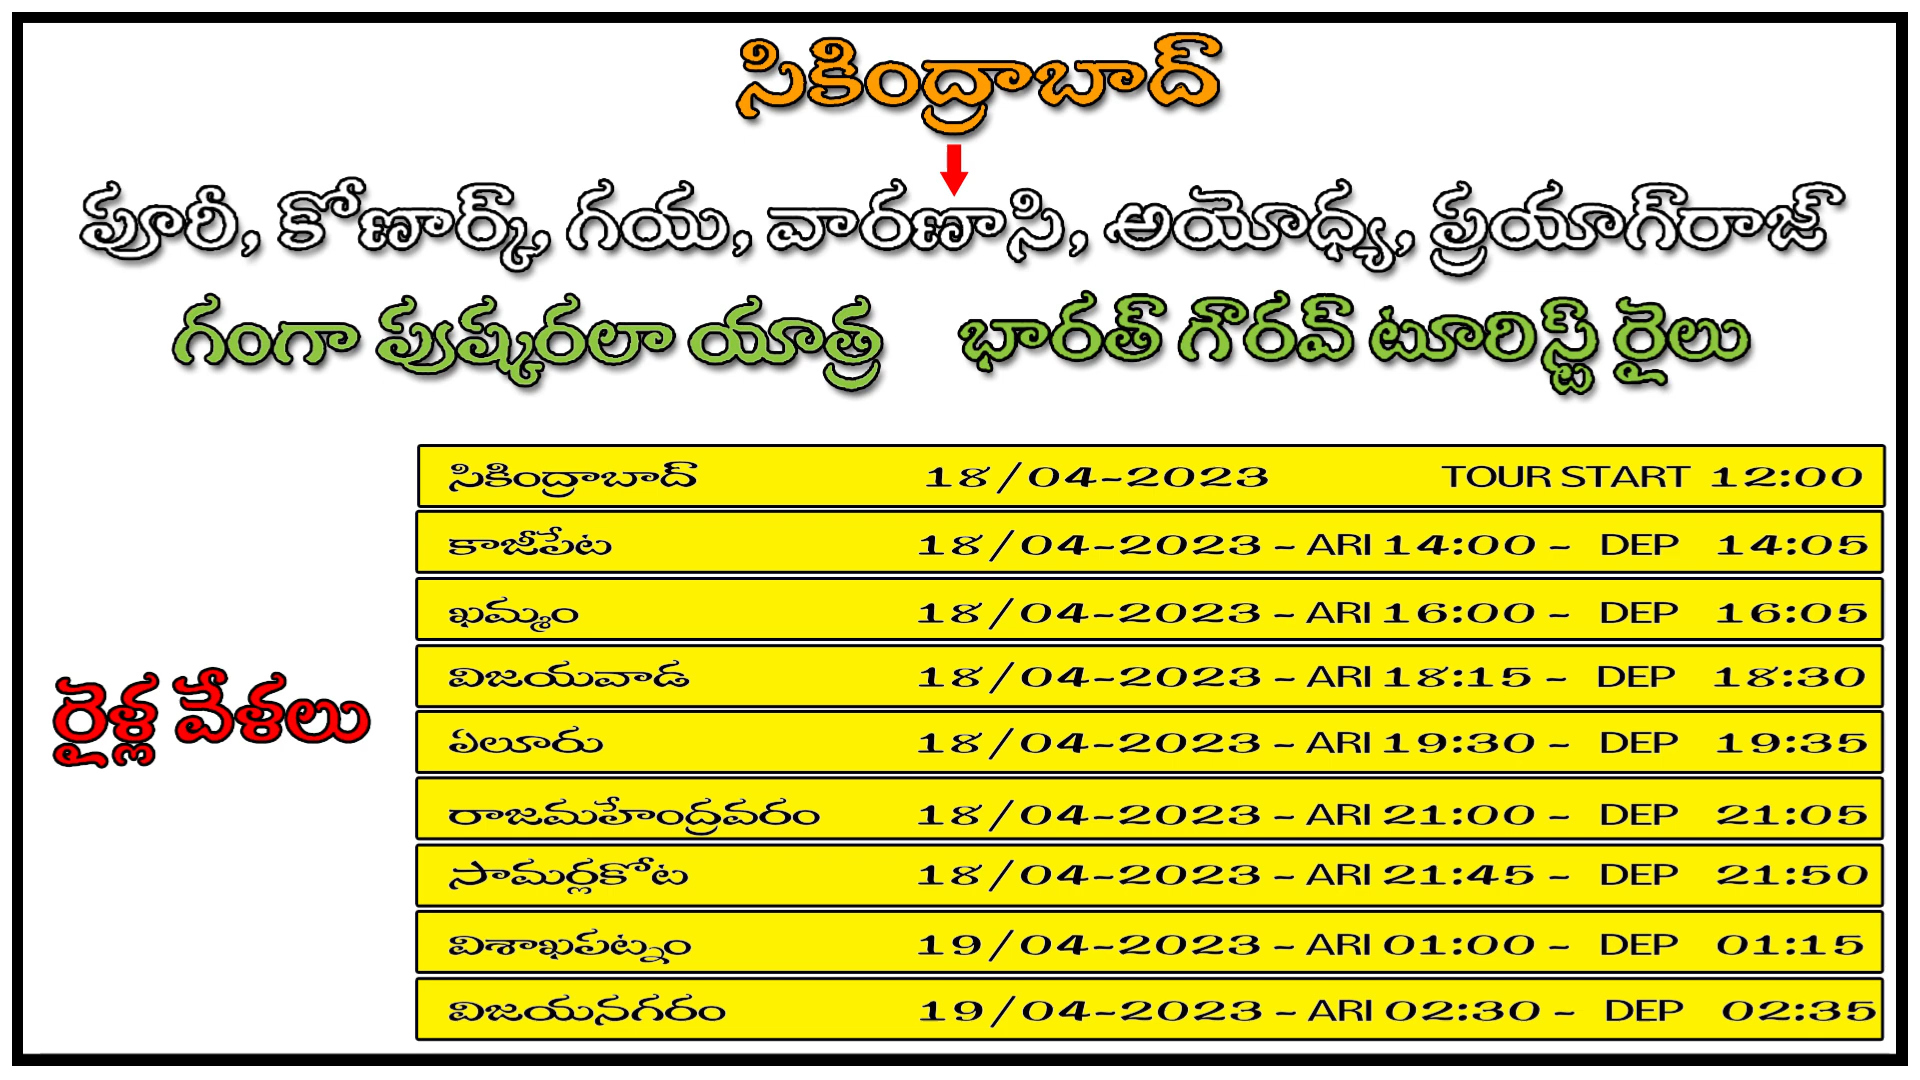 సికింద్రాబాద్
పూరీ, కోణార్క్, గయ, వారణాసి, అయోధ్య, ప్రయాగ్‌రాజ్
గంగా పుష్కరలా యాత్ర భారత్ గౌరవ్ టూరిస్ట్ రైలు
రైళ్ల వేళలు
సికింద్రాబాద్ 18/04-2023 TOUR START 12:00
కాజీపేట 18/04-2023 - ARI 14:00 - DEP 14:05
ఖమ్మం 18/04-2023 - ARI 16:00 - DEP 16:05
విజయవాడ 18/04-2023 - ARI 18:15 - DEP 18:30
ఏలూరు 18/04-2023 - ARI 19:30 - DEP 19:35
రాజమహేంద్రవరం 18/04-2023 - ARI 21:00 - DEP 21:05
సామర్లకోట 18/04-2023 - ARI 21:45 - DEP 21:50
విశాఖపట్నం 19/04-2023 - ARI 01:00 - DEP 01:15
విజయనగరం 19/04-2023 - ARI 02:30 - DEP 02:35